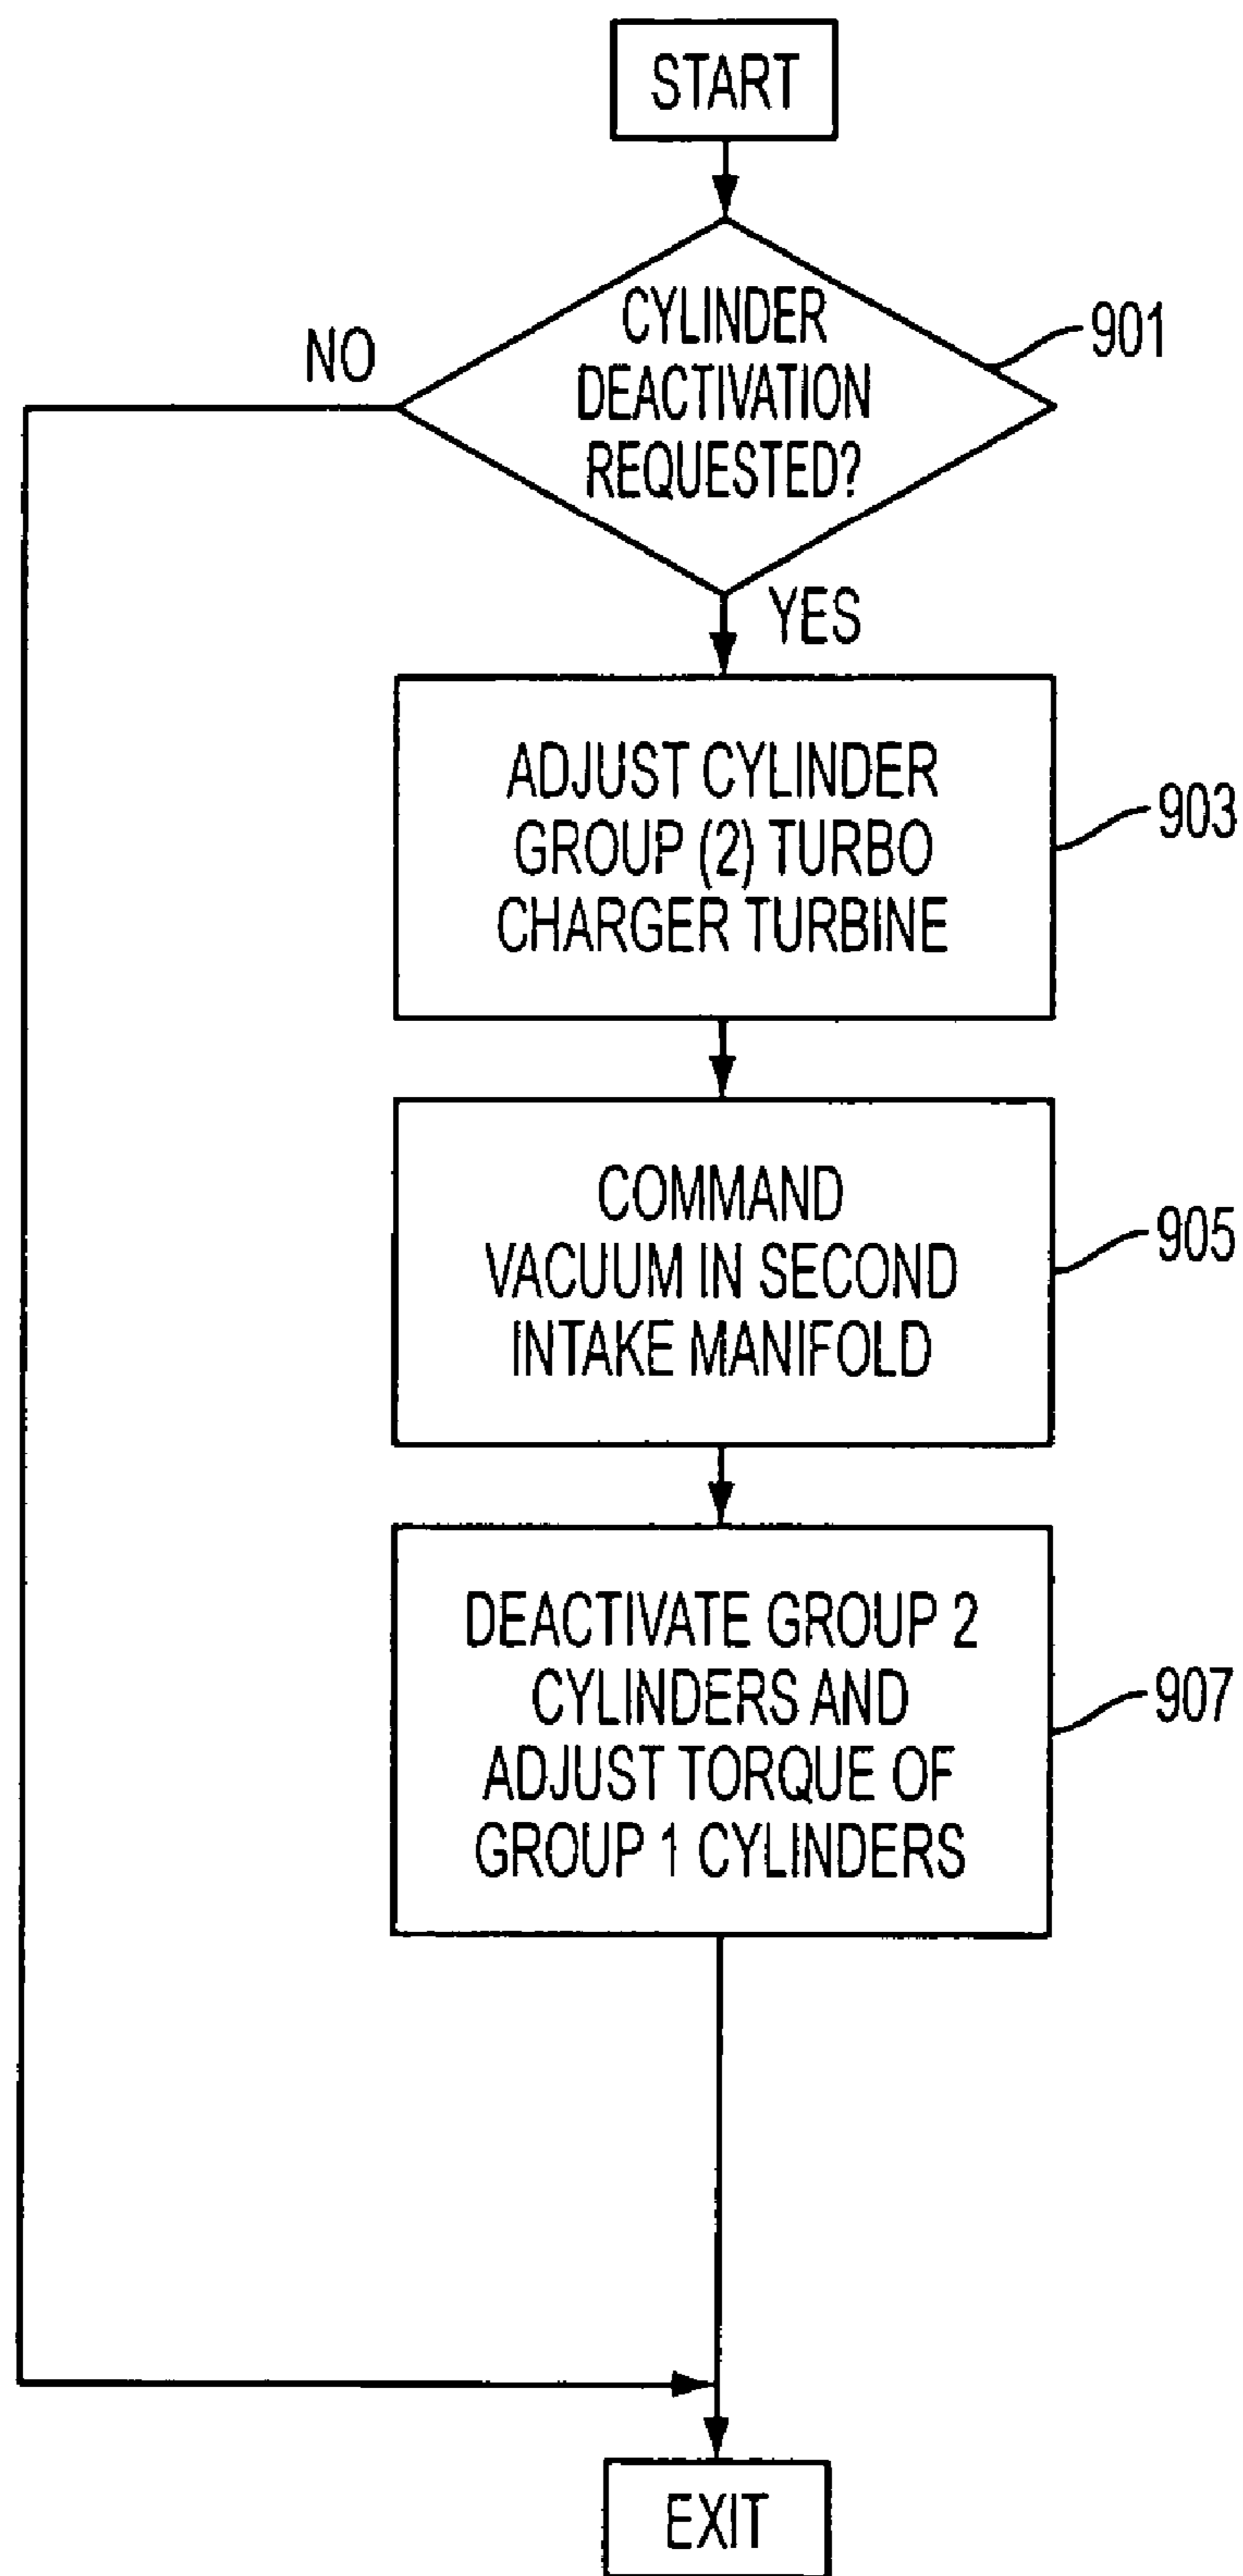 START
CYLINDER
DEACTIVATION
REQUESTED?
901
NO
YES
ADJUST CYLINDER
GROUP (2) TURBO
CHARGER TURBINE
903
COMMAND
VACUUM IN SECOND
INTAKE MANIFOLD
905
DEACTIVATE GROUP 2
CYLINDERS AND
ADJUST TORQUE OF
GROUP 1 CYLINDERS
907
EXIT